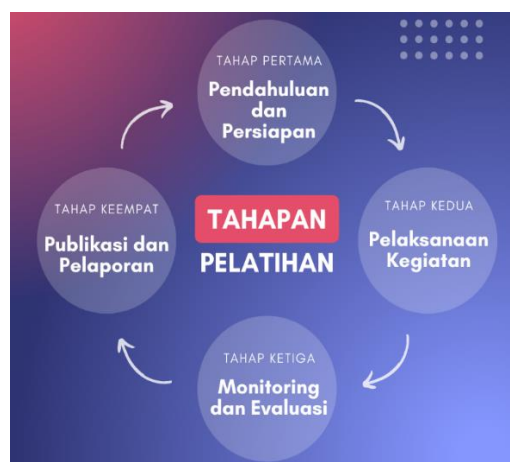 TAHAP PERTAMA
Pendahuluan
dan
Persiapan
TAHAP KEDUA
Pelaksanaan
Kegiatan
TAHAP KETIGA
Monitoring
dan Evaluasi
TAHAP KEEMPAT
Publikasi dan
Pelaporan
TAHAPAN
PELATIHAN